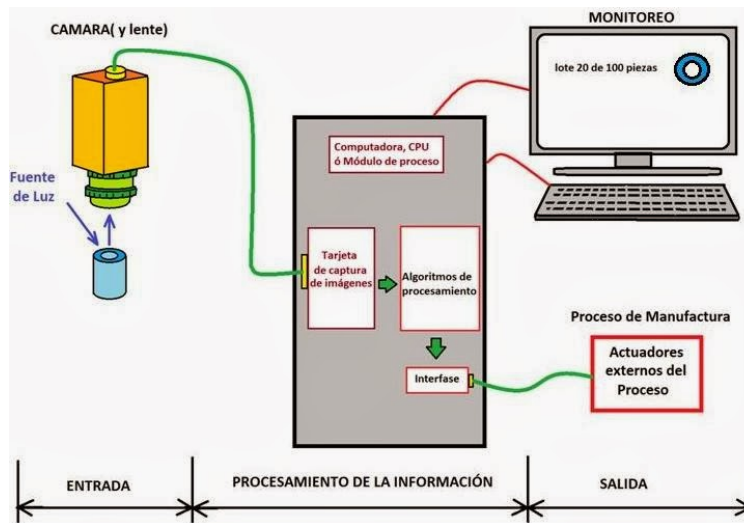 CAMARA( y lente)
MONITOREO
lote 20 de 100 piezas
Computadora, CPU
ó Módulo de proceso
Fuente
de Luz
Tarjeta
de captura
de imágenes
Algoritmos de
procesamiento
Interfase
Proceso de Manufactura
Actuadores
externos del
Proceso
ENTRADA
PROCESAMIENTO DE LA INFORMACIÓN
SALIDA